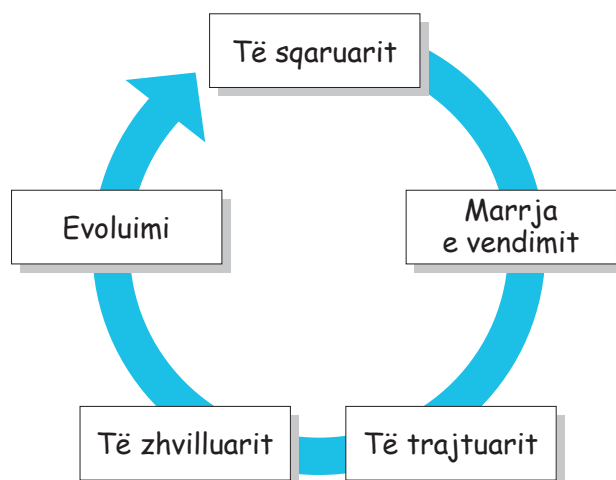 Të sqaruarit
Marrja
e vendimit
Të trajtuarit
Të zhvilluarit
Evoluimi